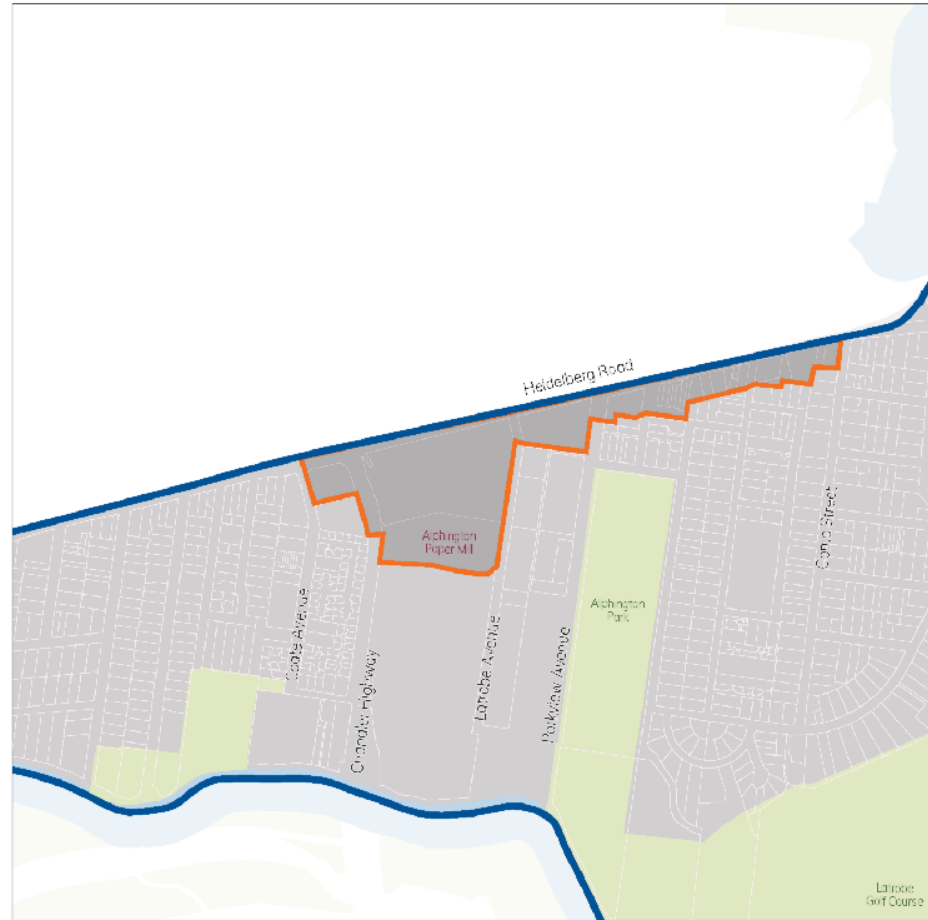 Heidelberg Road
Alphington
Paper Mill
Coate Avenue
Chandler Highway
Latrobe Avenue
Parkview Avenue
Alphington
Park
Como Street
Latrobe
Golf Course